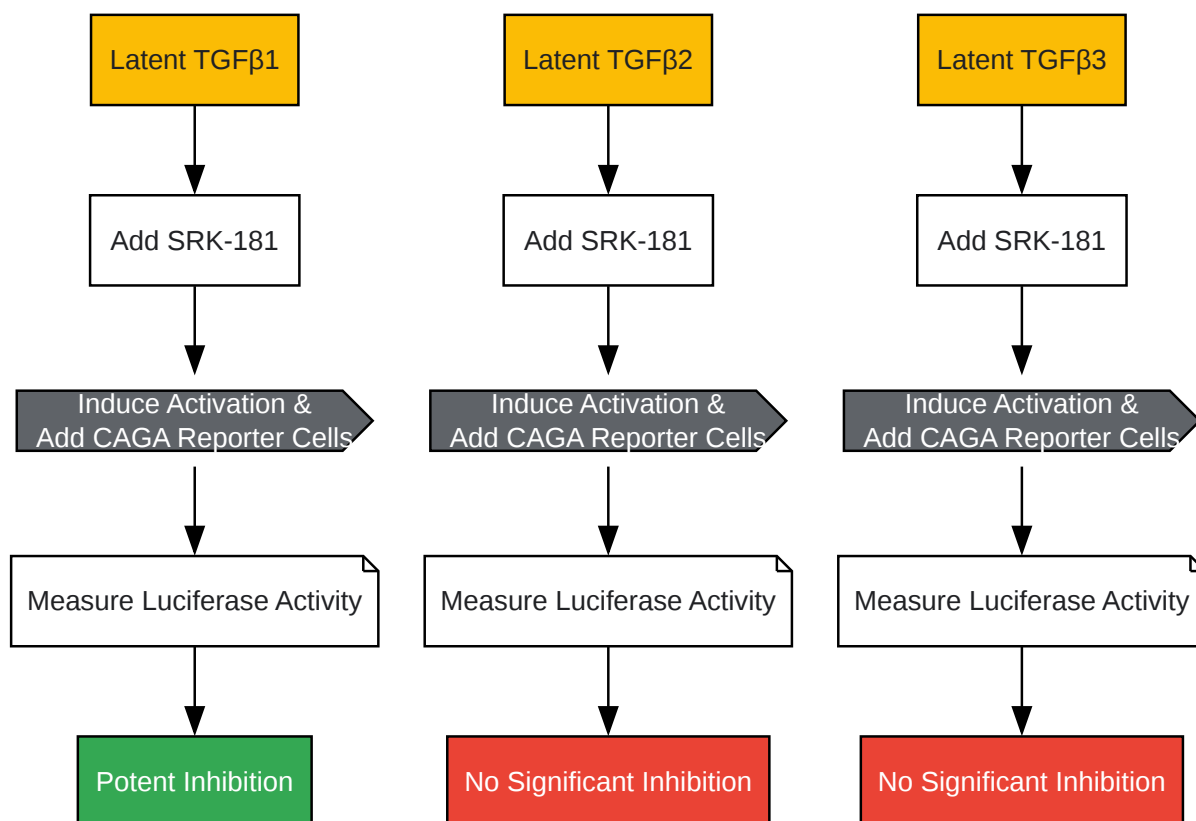 Latent TGFβ1
Latent TGFβ2
Latent TGFβ3
Add SRK-181
Add SRK-181
Add SRK-181
Induce Activation &
Add CAGA Reporter Cells
Induce Activation &
Add CAGA Reporter Cells
Induce Activation &
Add CAGA Reporter Cells
Measure Luciferase Activity
Measure Luciferase Activity
Measure Luciferase Activity
Potent Inhibition
No Significant Inhibition
No Significant Inhibition